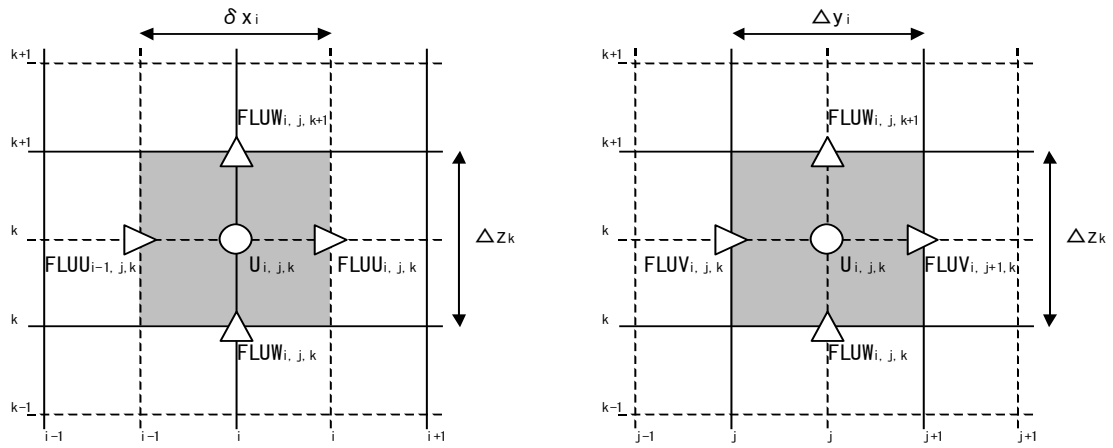 δxi
k+1
FLUWi,j,k+1
k+1
k
Δzk
FLUUi-1,j,k
Ui,j,k
FLUUi,j,k
k
FLUWi,j,k
k-1
i-1
i-1
i
i
i+1
Δyi
k+1
FLUWi,j,k+1
k+1
k
Δzk
FLUVi,j,k
Ui,j,k
FLUVi,j+1,k
k
FLUWi,j,k
k-1
j-1
j
j
j+1
j+1